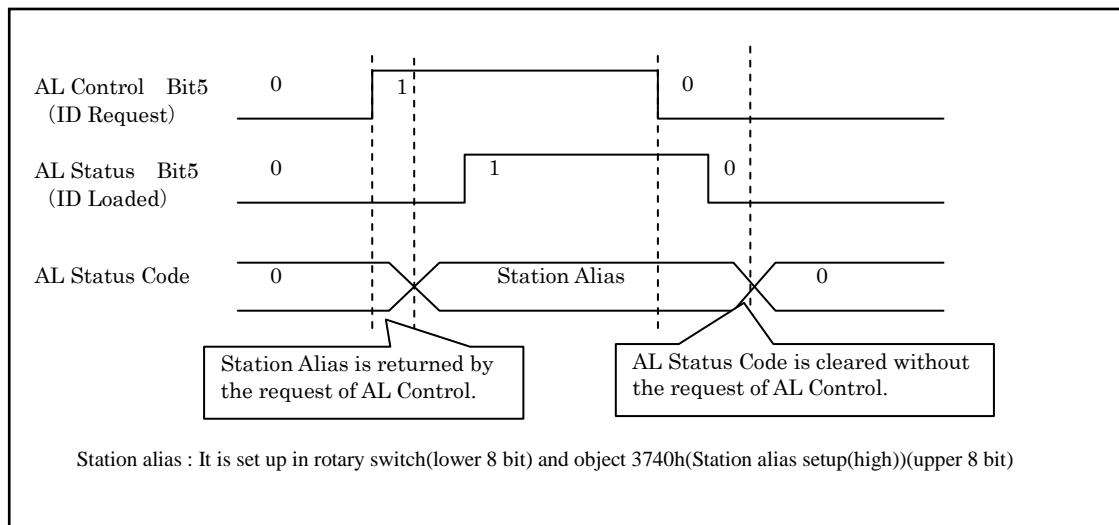 AL Control Bit5
（ID Request）
0
1
0
AL Status Bit5
（ID Loaded）
0
1
0
AL Status Code
0
Station Alias
0
Station Alias is returned by
the request of AL Control.
AL Status Code is cleared without
the request of AL Control.
Station alias : It is set up in rotary switch(lower 8 bit) and object 3740h(Station alias setup(high))(upper 8 bit)